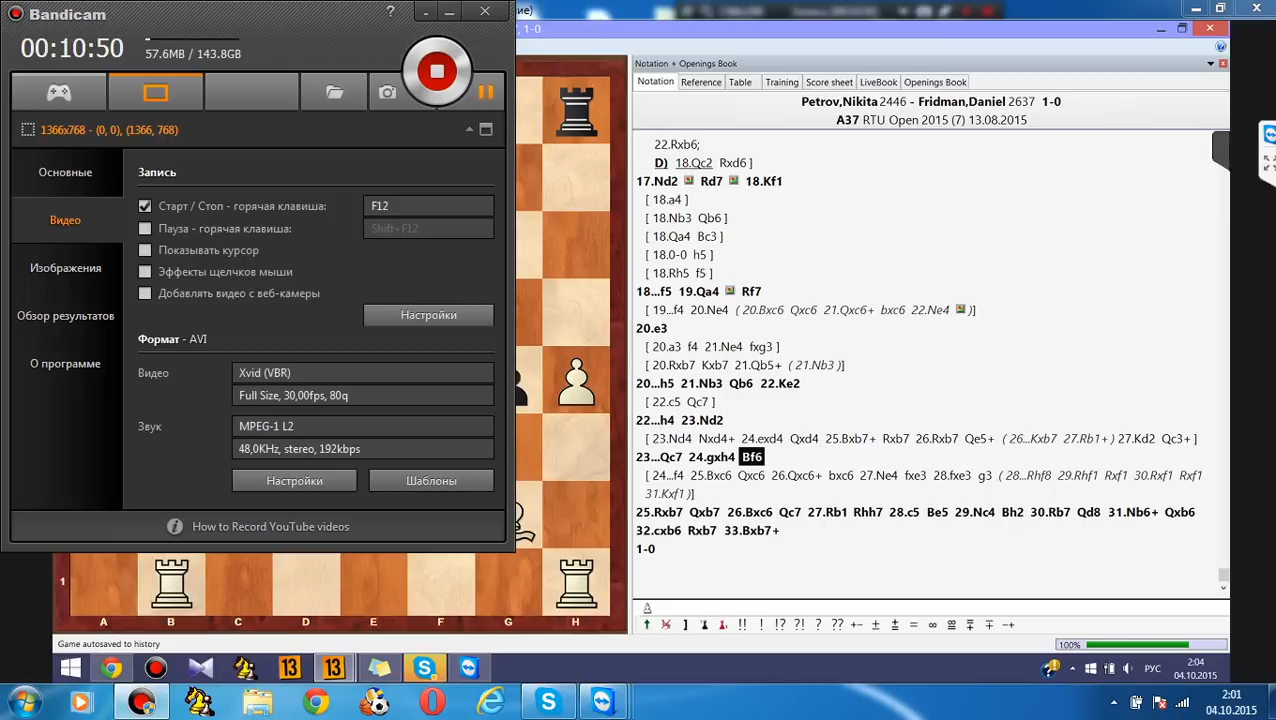 Bandicam
?
ние)
00:10:50
57.6MB / 143.8GB
, 1-0
1366x768 - (0, 0), (1366, 768)
Основные
Видео
Изображения
Обзор результатов
О программе
Запись
Старт / Стоп - горячая клавиша:
F12
Пауза - горячая клавиша:
Shift+F12
Показывать курсор
Эффекты щелчков мыши
Добавлять видео с веб-камеры
Настройки
Формат - AVI
Видео
Xvid (VBR)
Full Size, 30,00fps, 80q
Звук
MPEG-1 L2
48,0KHz, stereo, 192kbps
Настройки
Шаблоны
How to Record YouTube videos
1
A B C D E F G H
Game autosaved to history
Notation + Openings Book
Notation Reference Table Training Score sheet LiveBook Openings Book
Petrov,Nikita 2446 - Fridman,Daniel 2637 1-0
A37 RTU Open 2015 (7) 13.08.2015
22.Rxb6;
D) 18.Qc2 Rxd6 ]
17.Nd2 Rd7 18.Kf1
[ 18.a4 ]
[ 18.Nb3 Qb6 ]
[ 18.Qa4 Bc3 ]
[ 18.0-0 h5 ]
[ 18.Rh5 f5 ]
18...f5 19.Qa4 Rf7
[ 19...f4 20.Ne4 ( 20.Bxc6 Qxc6 21.Qxc6+ bxc6 22.Ne4 )]
20.e3
[ 20.a3 f4 21.Ne4 fxg3 ]
[ 20.Rxb7 Kxb7 21.Qb5+ ( 21.Nb3 )]
20...h5 21.Nb3 Qb6 22.Ke2
[ 22.c5 Qc7 ]
22...h4 23.Nd2
[ 23.Nd4 Nxd4+ 24.exd4 Qxd4 25.Bxb7+ Rxb7 26.Rxb7 Qe5+ ( 26...Kxb7 27.Rb1+ ) 27.Kd2 Qc3+ ]
23...Qc7 24.gxh4 Bf6
[ 24...f4 25.Bxc6 Qxc6 26.Qxc6+ bxc6 27.Ne4 fxe3 28.fxe3 g3 ( 28...Rhf8 29.Rhf1 Rxf1 30.Rxf1 Rxf1
31.Kxf1 )]
25.Rxb7 Qxb7 26.Bxc6 Qc7 27.Rb1 Rhh7 28.c5 Be5 29.Nc4 Bh2 30.Rb7 Qd8 31.Nb6+ Qxb6
32.cxb6 Rxb7 33.Bxb7+
1-0
] !! ! !? ?! ? ?? +- ± ⩲ = ∞ ⯹ ⩱ ∓ -+
100%
13 13
РУС
2:04
04.10.2015
2:01
04.10.2015